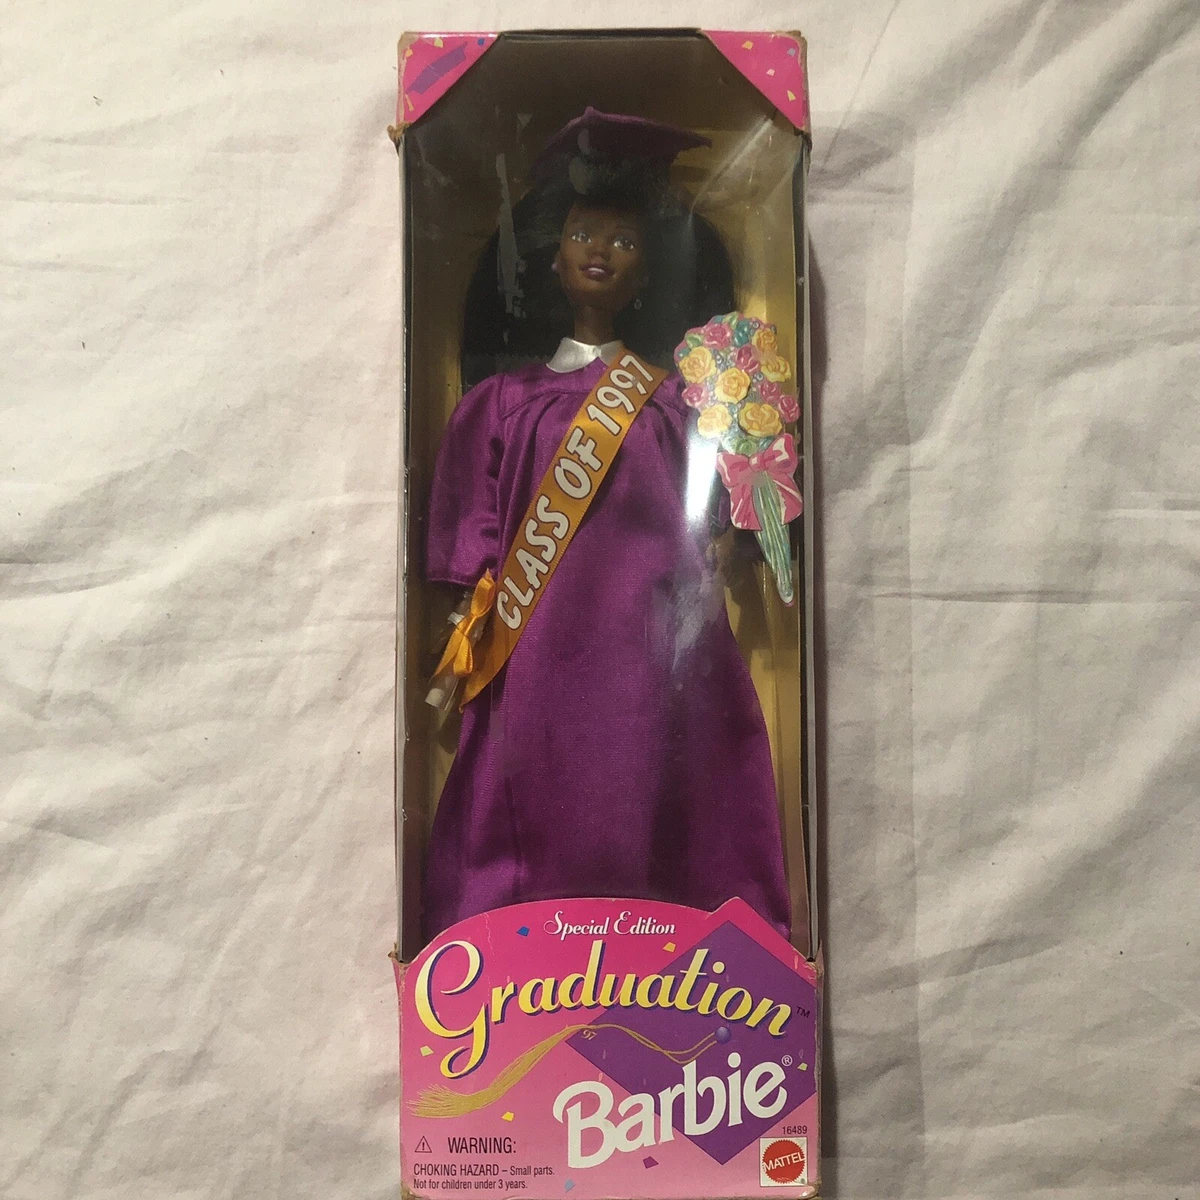 CLASS OF 1997
Special Edition
Graduation™
97
Barbie®
16489
⚠ WARNING:
CHOKING HAZARD – Small parts.
Not for children under 3 years.
MATTEL